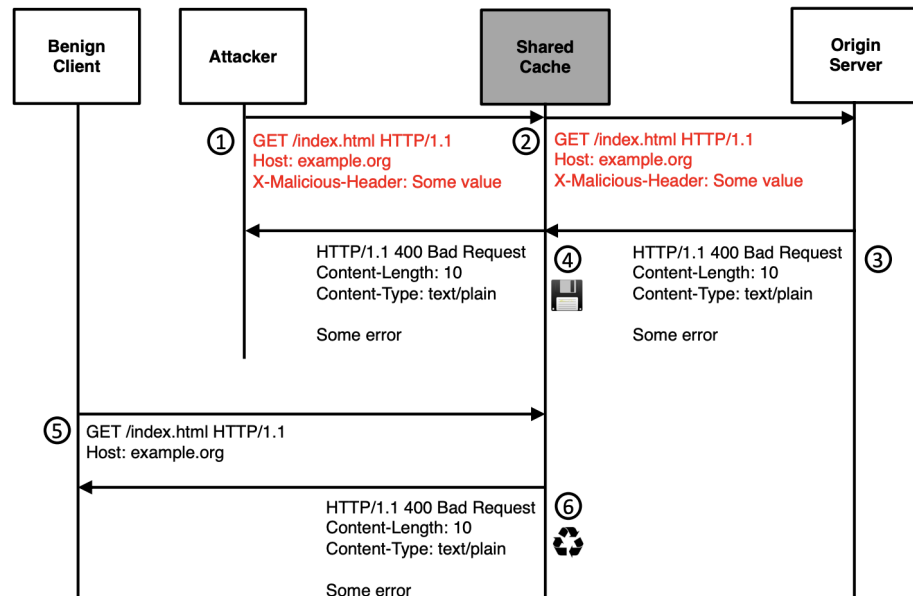 Benign
Client
Attacker
Shared
Cache
Origin
Server
1
GET /index.html HTTP/1.1
Host: example.org
X-Malicious-Header: Some value
2
GET /index.html HTTP/1.1
Host: example.org
X-Malicious-Header: Some value
HTTP/1.1 400 Bad Request
Content-Length: 10
Content-Type: text/plain
Some error
4
HTTP/1.1 400 Bad Request
Content-Length: 10
Content-Type: text/plain
Some error
3
5
GET /index.html HTTP/1.1
Host: example.org
HTTP/1.1 400 Bad Request
Content-Length: 10
Content-Type: text/plain
Some error
6